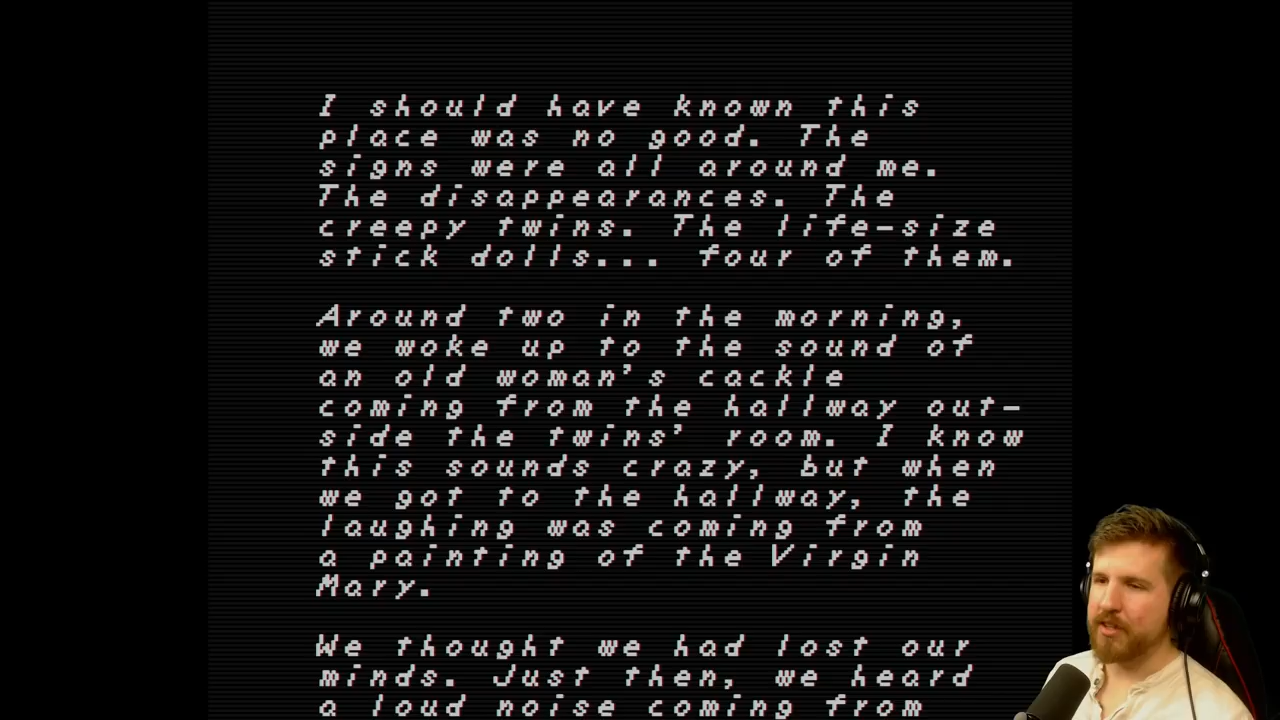 I should have known this
place was no good. The
signs were all around me.
The disappearances. The
creepy twins. The life-size
stick dolls... four of them.
Around two in the morning,
we woke up to the sound of
an old woman's cackle
coming from the hallway out-
side the twins' room. I know
this sounds crazy, but when
we got to the hallway, the
laughing was coming from
a painting of the Virgin
Mary.
We thought we had lost our
minds. Just then, we heard
a loud noise coming from